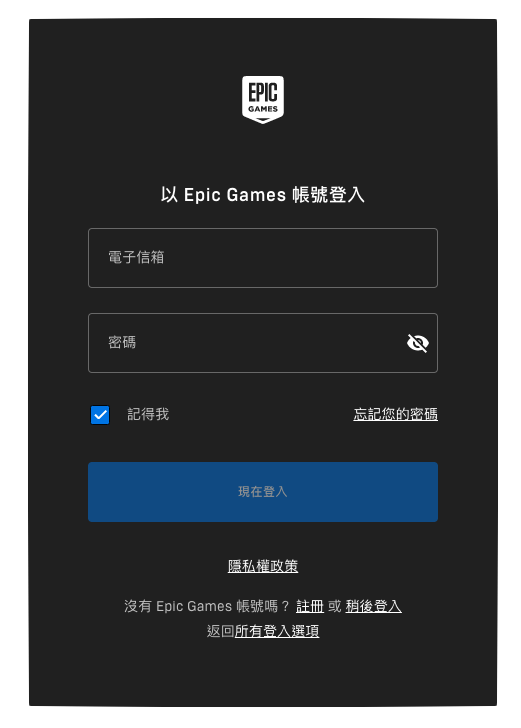 EPIC
GAMES
以 Epic Games 帳號登入
電子信箱
密碼
記得我 忘記您的密碼
現在登入
隱私權政策
沒有 Epic Games 帳號嗎？ 註冊 或 稍後登入
返回所有登入選項